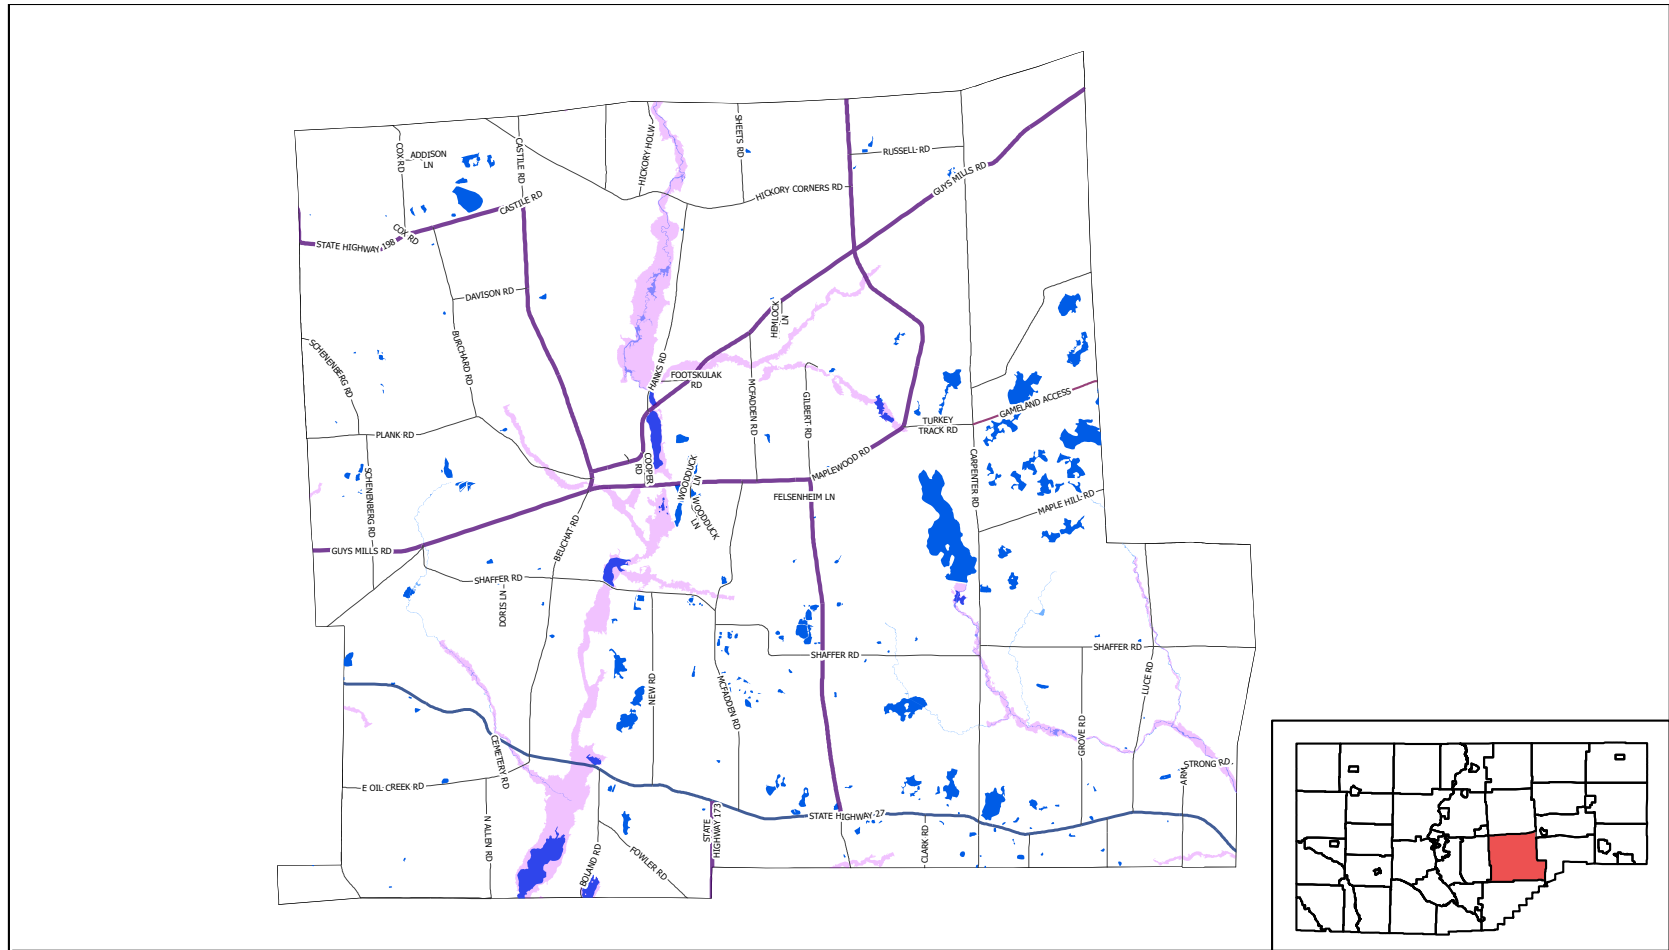 SHEETS RD
HICKORY HOLW
COX RD
ADDISON
LN
CASTILE RD
RUSSELL RD
GUYS MILLS RD
HICKORY CORNERS RD
CASTILE RD
COX RD
STATE HIGHWAY 198
DAVISON RD
HEMLOCK
LN
SCHENENBERG RD
BURCHARD RD
HANKS RD
FOOTSKULAK
RD
MCFADDEN RD
GILBERT RD
GAMELAND ACCESS
TURKEY
TRACK RD
PLANK RD
COOPER
RD
MAPLEWOOD RD
CARPENTER RD
SCHENENBERG RD
WOODDUCK
LN
WOODDUCK
LN
FELSENHEIM LN
MAPLE HILL RD
BEUCHAT RD
GUYS MILLS RD
SHAFFER RD
DORIS LN
SHAFFER RD
SHAFFER RD
LUCE RD
NEW RD
MCFADDEN RD
GROVE RD
CEMETERY RD
STRONG RD
ARM
E OIL CREEK RD
N ALLEN RD
STATE
HIGHWAY 173
STATE HIGHWAY 27
CLARK RD
BOLAND RD
FOWLER RD